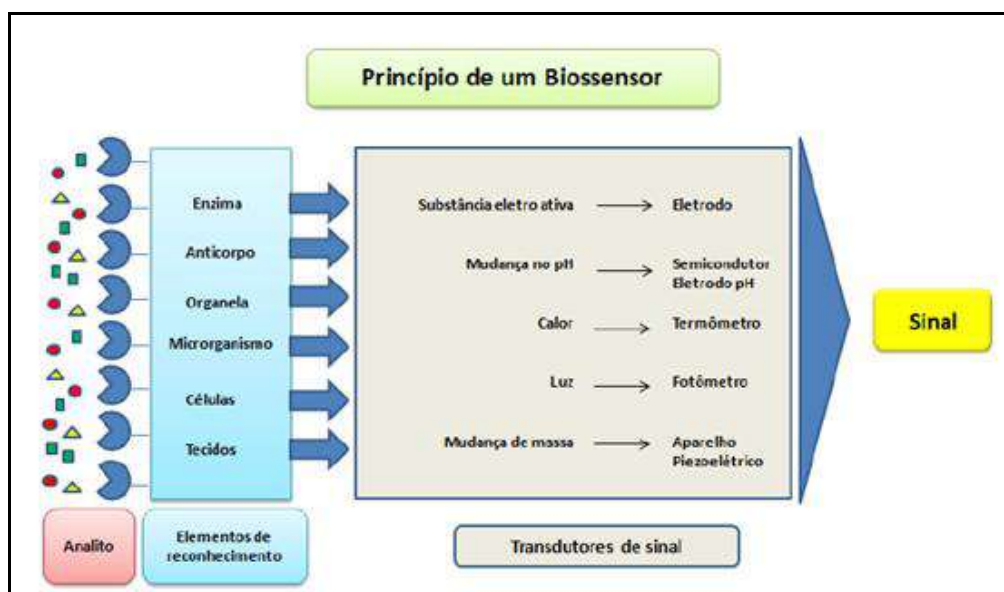 Princípio de um Biossensor
Enzima
Anticorpo
Organela
Microrganismo
Células
Tecidos
Substância eletro ativa
Eletrodo
Mudança no pH
Semicondutor
Eletrodo pH
Calor
Termômetro
Luz
Fotômetro
Mudança de massa
Aparelho
Piezoelétrico
Sinal
Analito
Elementos de
reconhecimento
Transdutores de sinal